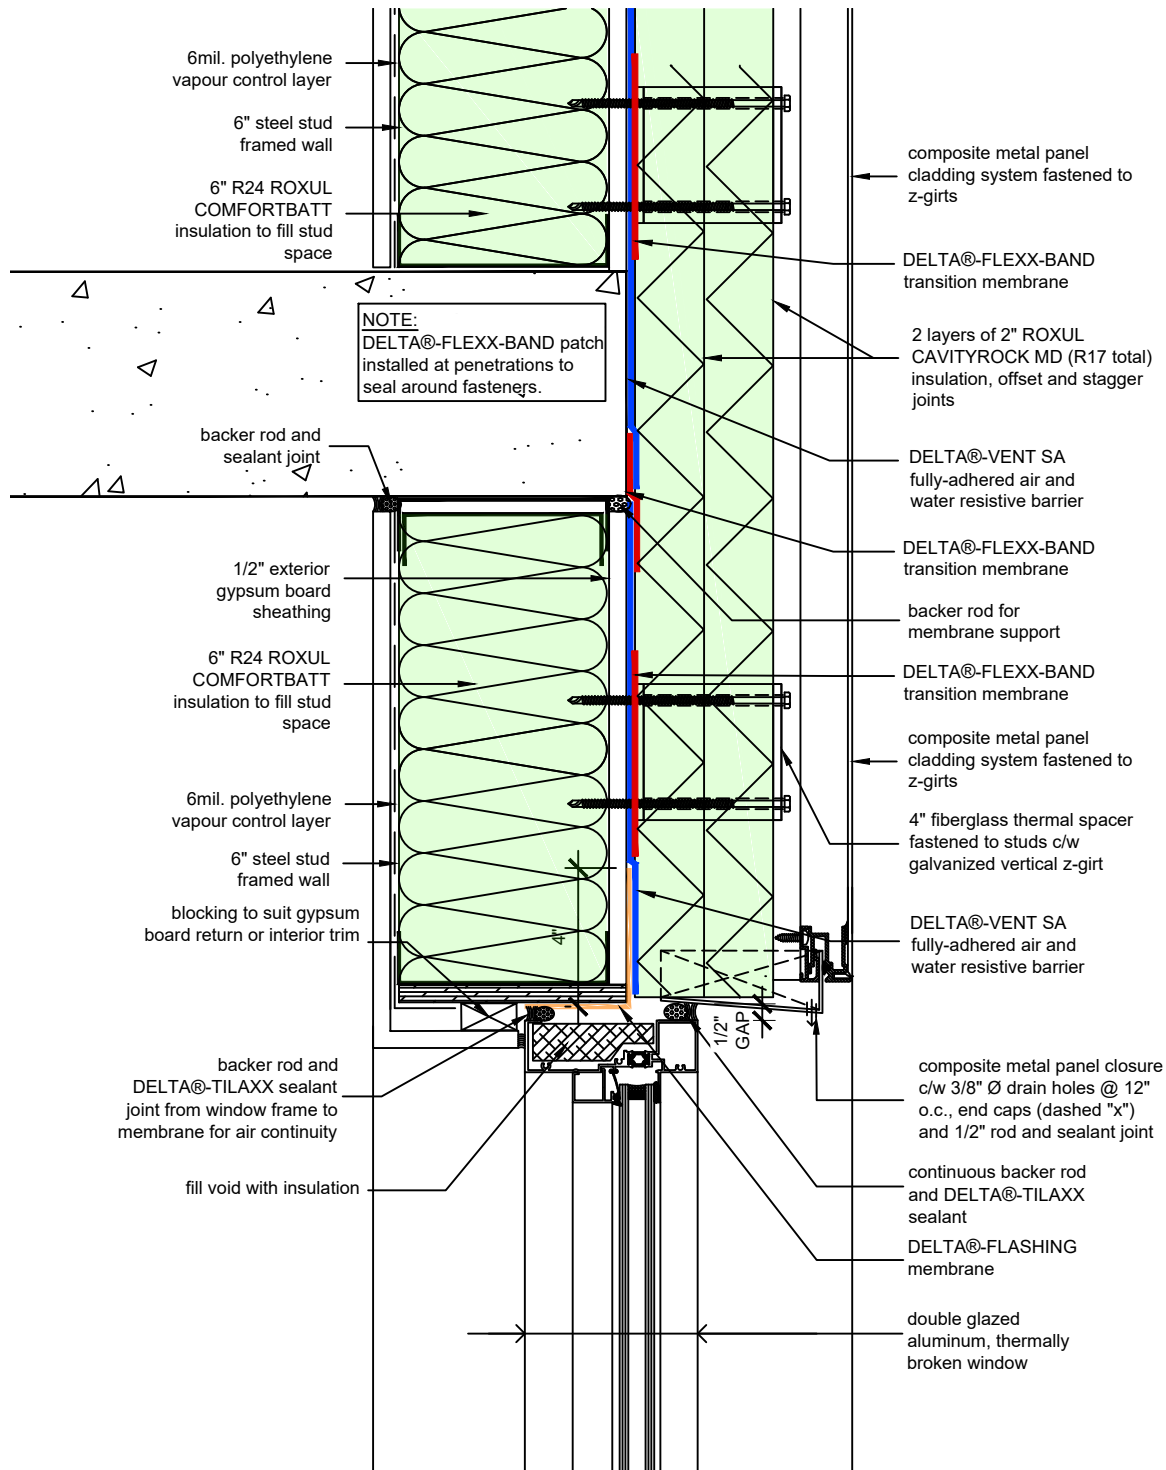 6mil. polyethylene
vapour control layer
6" steel stud
framed wall
6" R24 ROXUL
COMFORTBATT
insulation to fill stud
space
NOTE:
DELTA®-FLEXX-BAND patch
installed at penetrations to
seal around fasteners.
backer rod and
sealant joint
1/2" exterior
gypsum board
sheathing
6" R24 ROXUL
COMFORTBATT
insulation to fill stud
space
6mil. polyethylene
vapour control layer
6" steel stud
framed wall
blocking to suit gypsum
board return or interior trim
4"
backer rod and
DELTA®-TILAXX sealant
joint from window frame to
membrane for air continuity
fill void with insulation
1/2"
GAP
composite metal panel
cladding system fastened to
z-girts
DELTA®-FLEXX-BAND
transition membrane
2 layers of 2" ROXUL
CAVITYROCK MD (R17 total)
insulation, offset and stagger
joints
DELTA®-VENT SA
fully-adhered air and
water resistive barrier
DELTA®-FLEXX-BAND
transition membrane
backer rod for
membrane support
DELTA®-FLEXX-BAND
transition membrane
composite metal panel
cladding system fastened to
z-girts
4" fiberglass thermal spacer
fastened to studs c/w
galvanized vertical z-girt
DELTA®-VENT SA
fully-adhered air and
water resistive barrier
composite metal panel closure
c/w 3/8" Ø drain holes @ 12"
o.c., end caps (dashed "x")
and 1/2" rod and sealant joint
continuous backer rod
and DELTA®-TILAXX
sealant
DELTA®-FLASHING
membrane
double glazed
aluminum, thermally
broken window